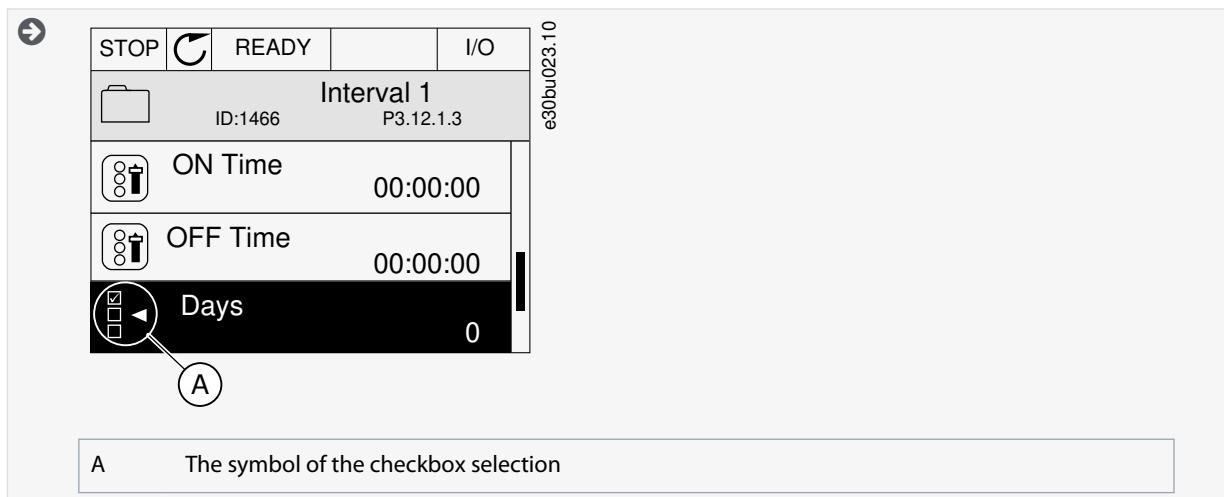 STOP READY I/O
Interval 1
ID:1466 P3.12.1.3
ON Time
00:00:00
OFF Time
00:00:00
Days
0
A
e30bu023.10
A The symbol of the checkbox selection